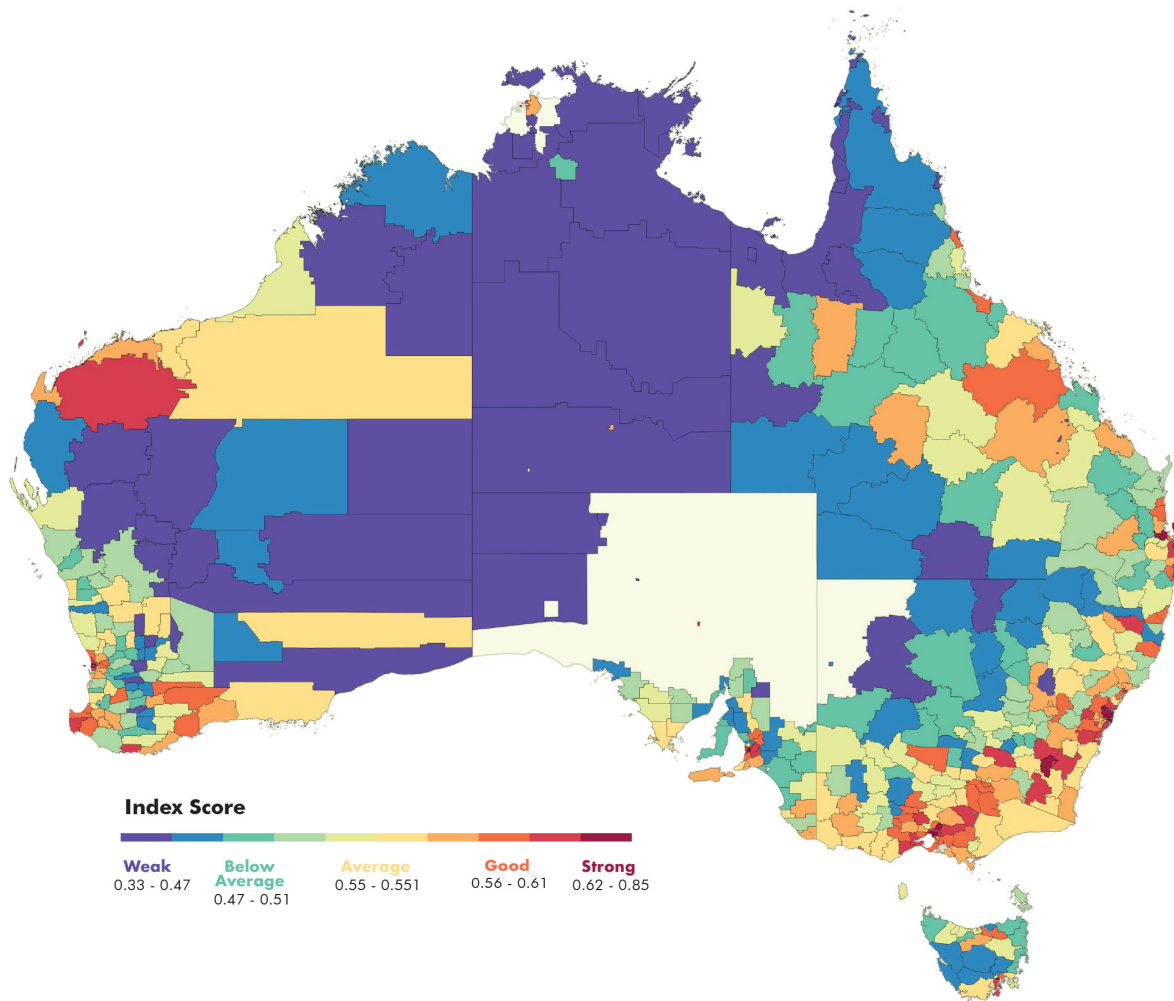 Index Score
Weak
Below
Average
Average
Good
Strong
0.33 - 0.47
0.47 - 0.51
0.55 - 0.551
0.56 - 0.61
0.62 - 0.85